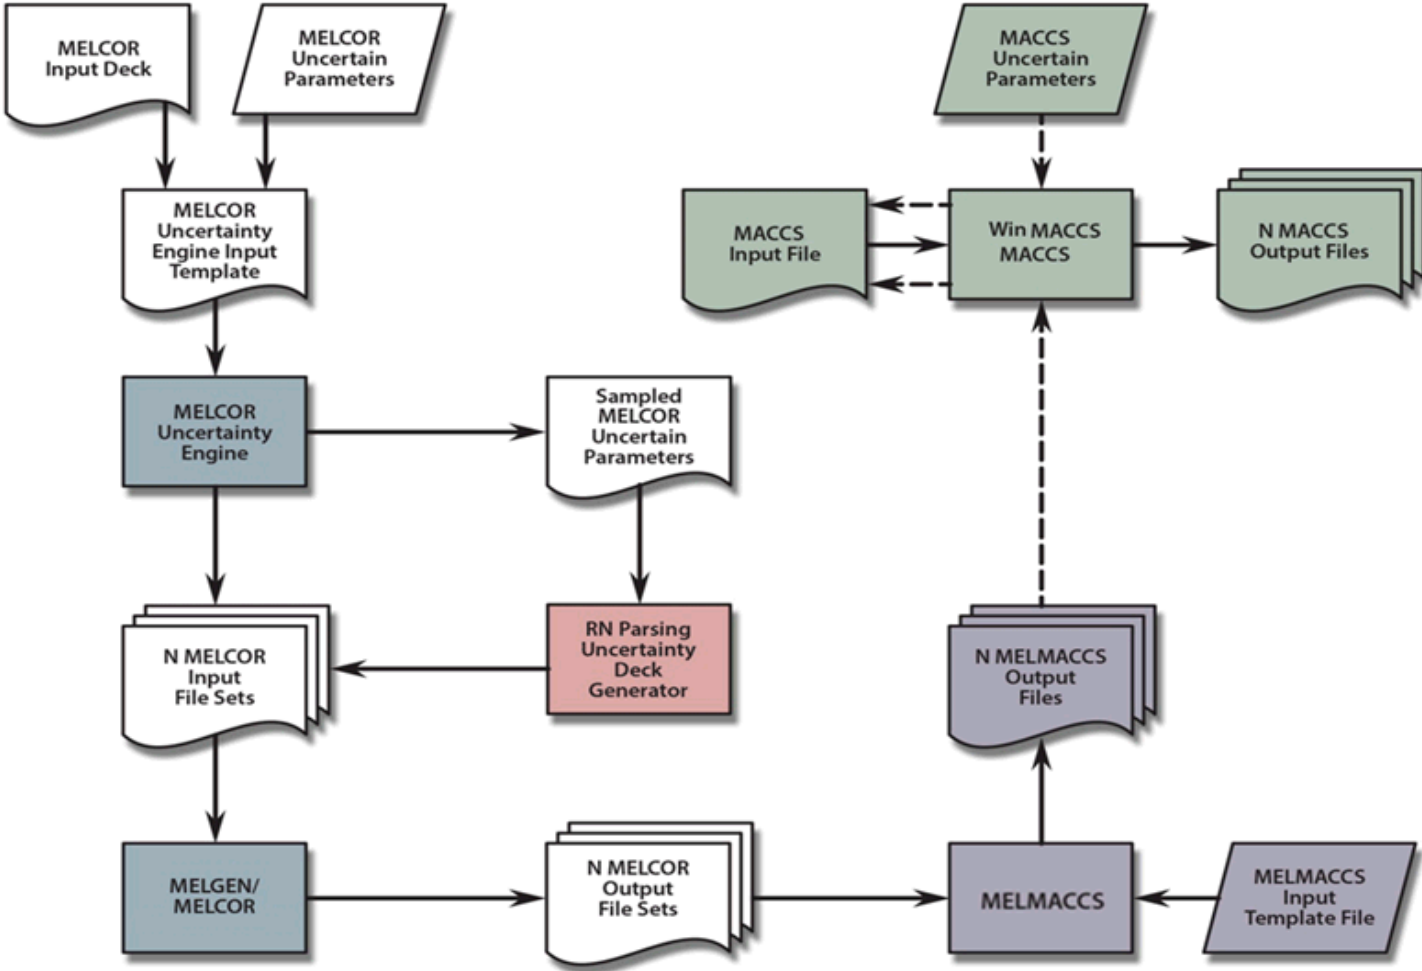 MELCOR
Input Deck
MELCOR
Uncertain
Parameters
MACCS
Uncertain
Parameters
MELCOR
Uncertainty
Engine Input
Template
MACCS
Input File
Win MACCS
MACCS
N MACCS
Output Files
MELCOR
Uncertainty
Engine
Sampled
MELCOR
Uncertain
Parameters
N MELCOR
Input
File Sets
RN Parsing
Uncertainty
Deck
Generator
N MELMACCS
Output
Files
MELGEN/
MELCOR
N MELCOR
Output
File Sets
MELMACCS
MELMACCS
Input
Template File